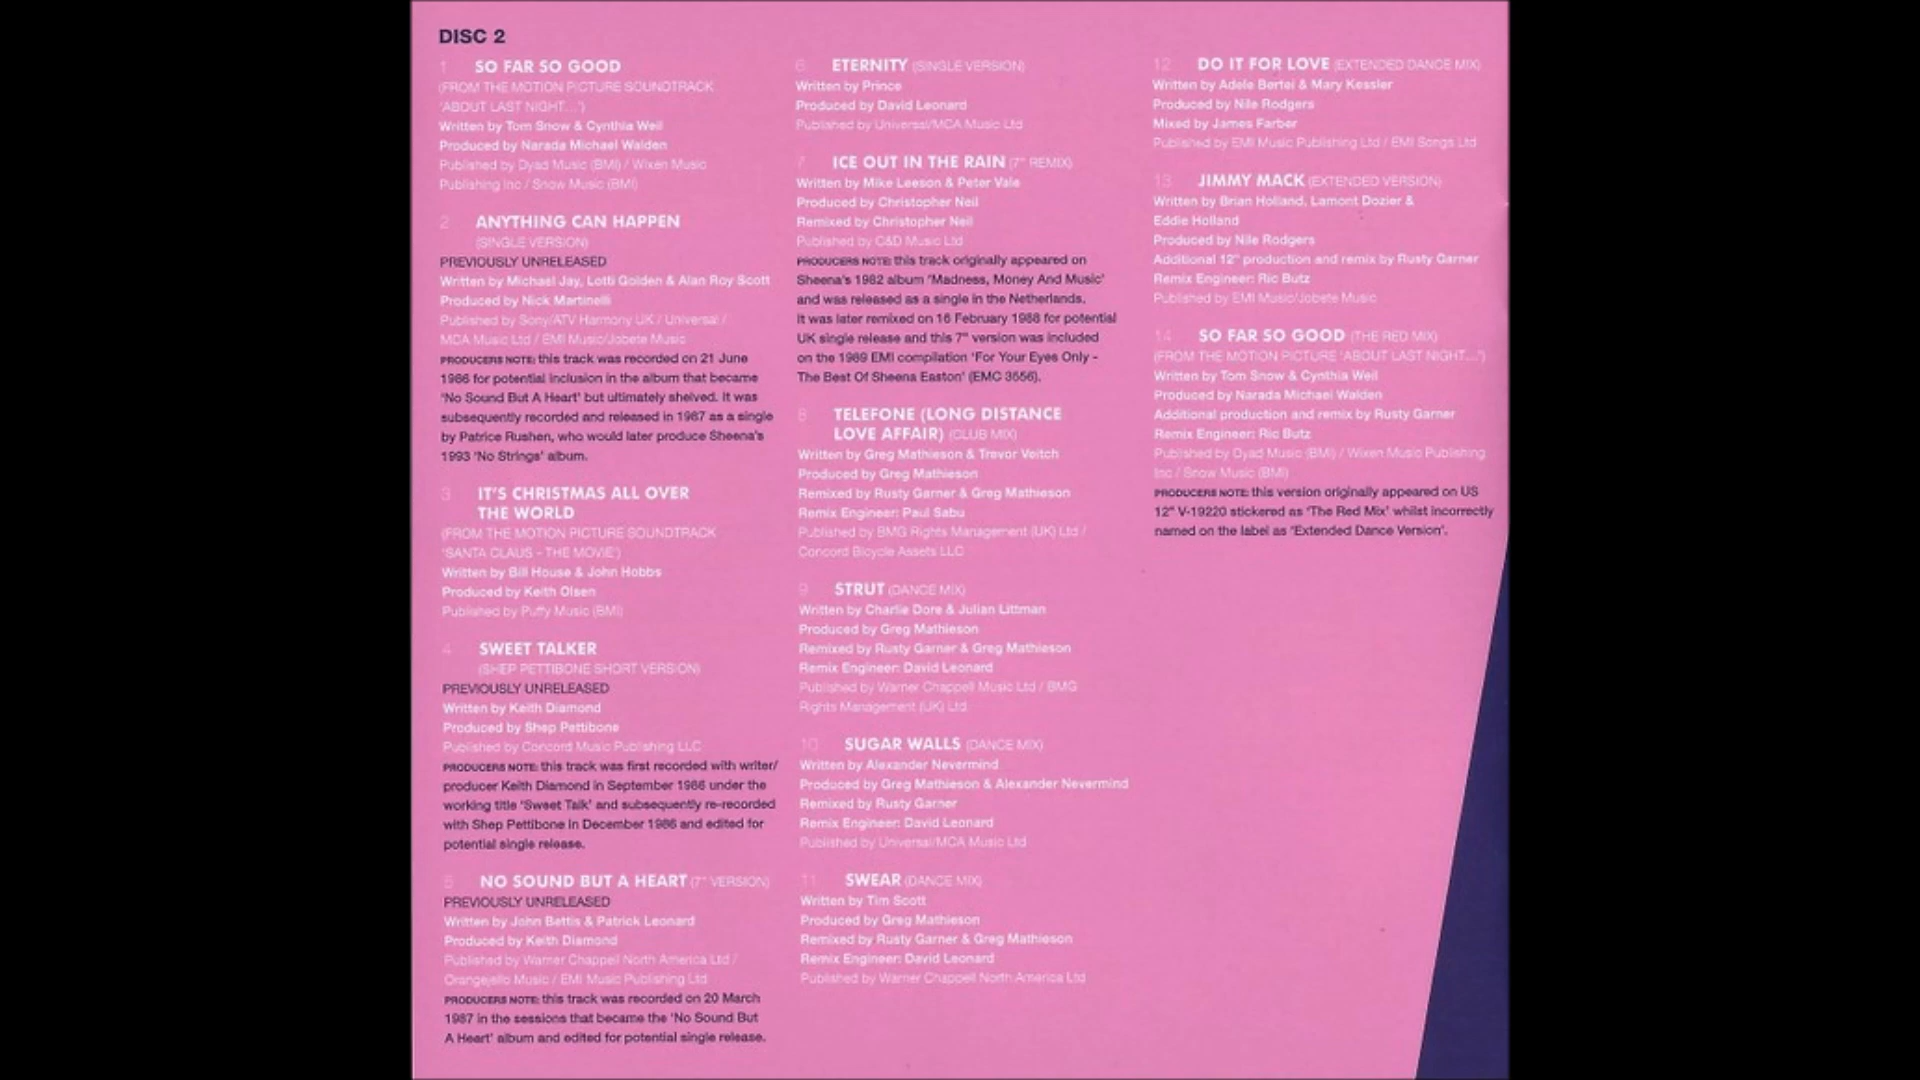 DISC 2
1 SO FAR SO GOOD
(FROM THE MOTION PICTURE SOUNDTRACK
'ABOUT LAST NIGHT...')
Written by Tom Snow & Cynthia Weil
Produced by Narada Michael Walden
Published by Dyad Music (BMI) / Wixen Music
Publishing Inc / Snow Music (BMI)
2 ANYTHING CAN HAPPEN
(SINGLE VERSION)
PREVIOUSLY UNRELEASED
Written by Michael Jay, Lotti Golden & Alan Roy Scott
Produced by Nick Martinelli
Published by Sony/ATV Harmony UK / Universal /
MCA Music Ltd / EMI Music/Jobete Music
PRODUCERS NOTE: this track was recorded on 21 June
1986 for potential inclusion in the album that became
'No Sound But A Heart' but ultimately shelved. It was
subsequently recorded and released in 1987 as a single
by Patrice Rushen, who would later produce Sheena's
1993 'No Strings' album.
3 IT'S CHRISTMAS ALL OVER
THE WORLD
(FROM THE MOTION PICTURE SOUNDTRACK
'SANTA CLAUS - THE MOVIE')
Written by Bill House & John Hobbs
Produced by Keith Olsen
Published by Puffy Music (BMI)
4 SWEET TALKER
(SHEP PETTIBONE SHORT VERSION)
PREVIOUSLY UNRELEASED
Written by Keith Diamond
Produced by Shep Pettibone
Published by Concord Music Publishing LLC
PRODUCERS NOTE: this track was first recorded with writer/
producer Keith Diamond in September 1986 under the
working title 'Sweet Talk' and subsequently re-recorded
with Shep Pettibone in December 1986 and edited for
potential single release.
5 NO SOUND BUT A HEART (7" VERSION)
PREVIOUSLY UNRELEASED
Written by John Bettis & Patrick Leonard
Produced by Keith Diamond
Published by Warner Chappell North America Ltd /
Orangejello Music / EMI Music Publishing Ltd
PRODUCERS NOTE: this track was recorded on 20 March
1987 in the sessions that became the 'No Sound But
A Heart' album and edited for potential single release.
6 ETERNITY (SINGLE VERSION)
Written by Prince
Produced by David Leonard
Published by Universal/MCA Music Ltd
7 ICE OUT IN THE RAIN (7" REMIX)
Written by Mike Leeson & Peter Vale
Produced by Christopher Neil
Remixed by Christopher Neil
Published by C&D Music Ltd
PRODUCERS NOTE: this track originally appeared on
Sheena's 1982 album 'Madness, Money And Music'
and was released as a single in the Netherlands.
It was later remixed on 16 February 1988 for potential
UK single release and this 7" version was included
on the 1989 EMI compilation 'For Your Eyes Only -
The Best Of Sheena Easton' (EMC 3556).
8 TELEFONE (LONG DISTANCE
LOVE AFFAIR) (CLUB MIX)
Written by Greg Mathieson & Trevor Veitch
Produced by Greg Mathieson
Remixed by Rusty Garner & Greg Mathieson
Remix Engineer: Paul Sabu
Published by BMG Rights Management (UK) Ltd /
Concord Bicycle Assets LLC
9 STRUT (DANCE MIX)
Written by Charlie Dore & Julian Littman
Produced by Greg Mathieson
Remixed by Rusty Garner & Greg Mathieson
Remix Engineer: David Leonard
Published by Warner Chappell Music Ltd / BMG
Rights Management (UK) Ltd
10 SUGAR WALLS (DANCE MIX)
Written by Alexander Nevermind
Produced by Greg Mathieson & Alexander Nevermind
Remixed by Rusty Garner
Remix Engineer: David Leonard
Published by Universal/MCA Music Ltd
11 SWEAR (DANCE MIX)
Written by Tim Scott
Produced by Greg Mathieson
Remixed by Rusty Garner & Greg Mathieson
Remix Engineer: David Leonard
Published by Warner Chappell North America Ltd
12 DO IT FOR LOVE (EXTENDED DANCE MIX)
Written by Adele Bertei & Mary Kessler
Produced by Nile Rodgers
Mixed by James Farber
Published by EMI Music Publishing Ltd / EMI Songs Ltd
13 JIMMY MACK (EXTENDED VERSION)
Written by Brian Holland, Lamont Dozier &
Eddie Holland
Produced by Nile Rodgers
Additional 12" production and remix by Rusty Garner
Remix Engineer: Ric Butz
Published by EMI Music/Jobete Music
14 SO FAR SO GOOD (THE RED MIX)
(FROM THE MOTION PICTURE 'ABOUT LAST NIGHT...')
Written by Tom Snow & Cynthia Weil
Produced by Narada Michael Walden
Additional production and remix by Rusty Garner
Remix Engineer: Ric Butz
Published by Dyad Music (BMI) / Wixen Music Publishing
Inc / Snow Music (BMI)
PRODUCERS NOTE: this version originally appeared on US
12" V-19220 stickered as 'The Red Mix' whilst incorrectly
named on the label as 'Extended Dance Version'.